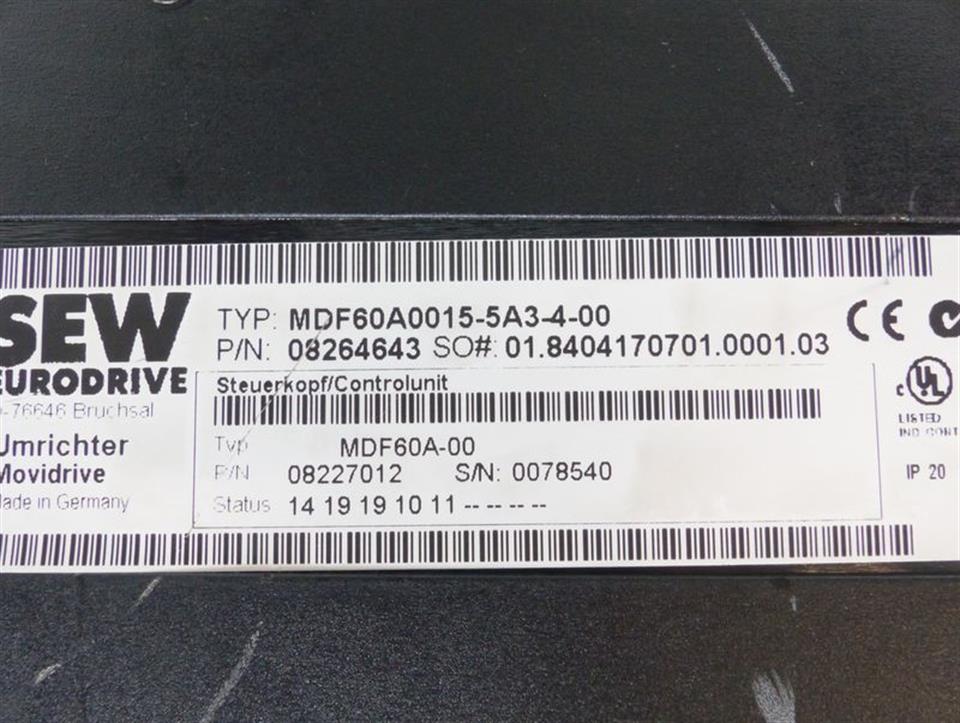 SEW
EURODRIVE
D-76646 Bruchsal
Umrichter
Movidrive
Made in Germany
TYP: MDF60A0015-5A3-4-00
P/N: 08264643 SO#: 01.8404170701.0001.03
Steuerkopf/Controlunit
Typ MDF60A-00
P/N 08227012 S/N: 0078540
Status 14 19 19 10 11 -- -- -- --
CE
c UL
LISTED
IND CONT
IP 20